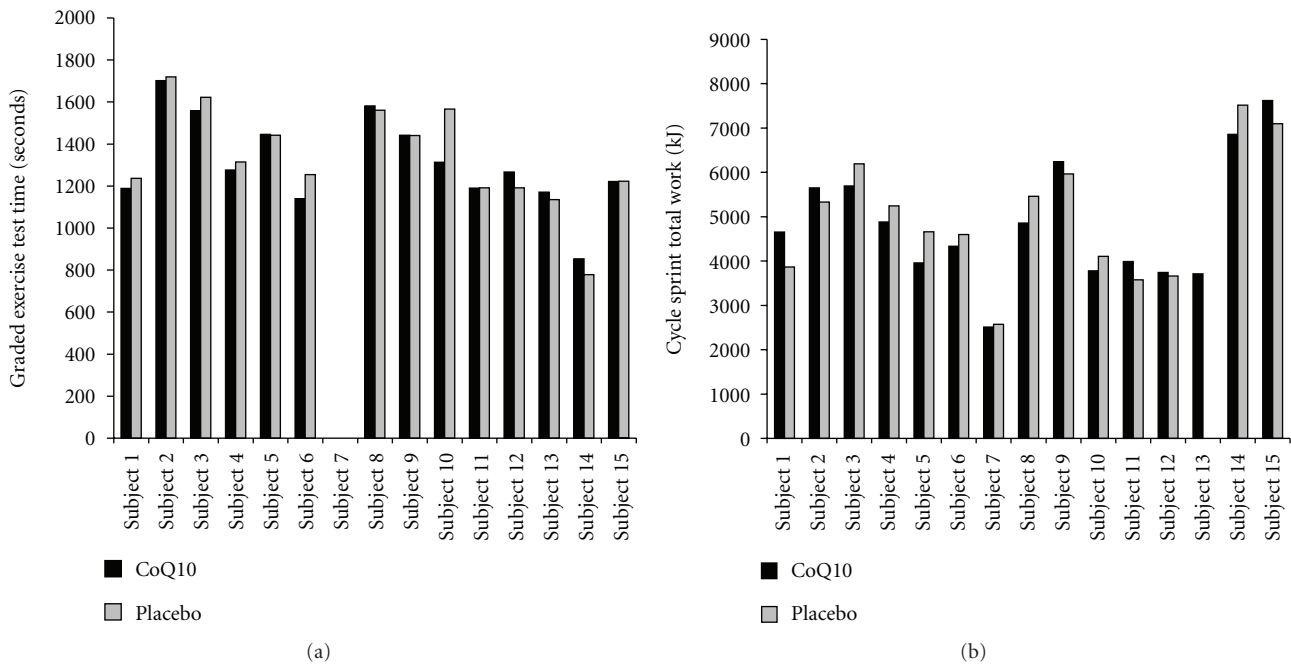 2000
1800
1600
1400
1200
1000
800
600
400
200
0
Graded exercise test time (seconds)
Subject 1
Subject 2
Subject 3
Subject 4
Subject 5
Subject 6
Subject 7
Subject 8
Subject 9
Subject 10
Subject 11
Subject 12
Subject 13
Subject 14
Subject 15
CoQ10
Placebo
(a)
9000
8000
7000
6000
5000
4000
3000
2000
1000
0
Cycle sprint total work (kJ)
Subject 1
Subject 2
Subject 3
Subject 4
Subject 5
Subject 6
Subject 7
Subject 8
Subject 9
Subject 10
Subject 11
Subject 12
Subject 13
Subject 14
Subject 15
CoQ10
Placebo
(b)